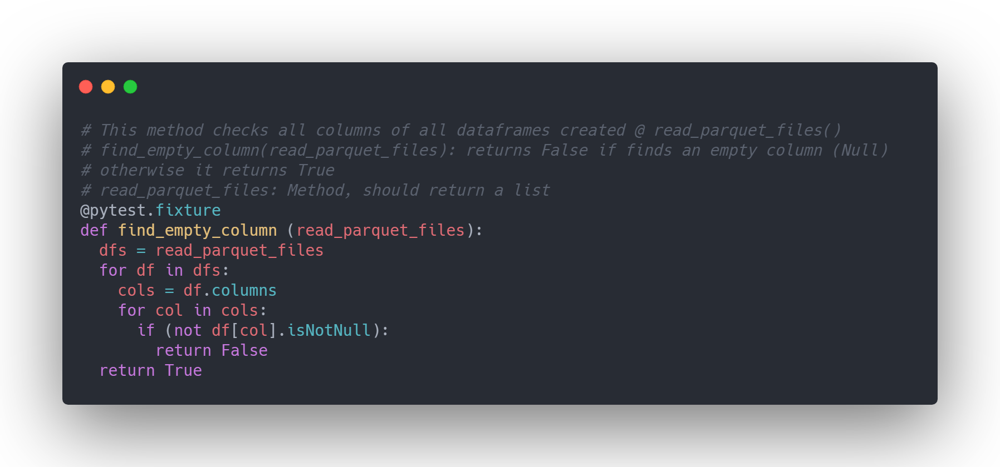 # This method checks all columns of all dataframes created @ read_parquet_files()
# find_empty_column(read_parquet_files): returns False if finds an empty column (Null)
# otherwise it returns True
# read_parquet_files: Method, should return a list
@pytest.fixture
def find_empty_column (read_parquet_files):
  dfs = read_parquet_files
  for df in dfs:
    cols = df.columns
    for col in cols:
      if (not df[col].isNotNull):
        return False
  return True